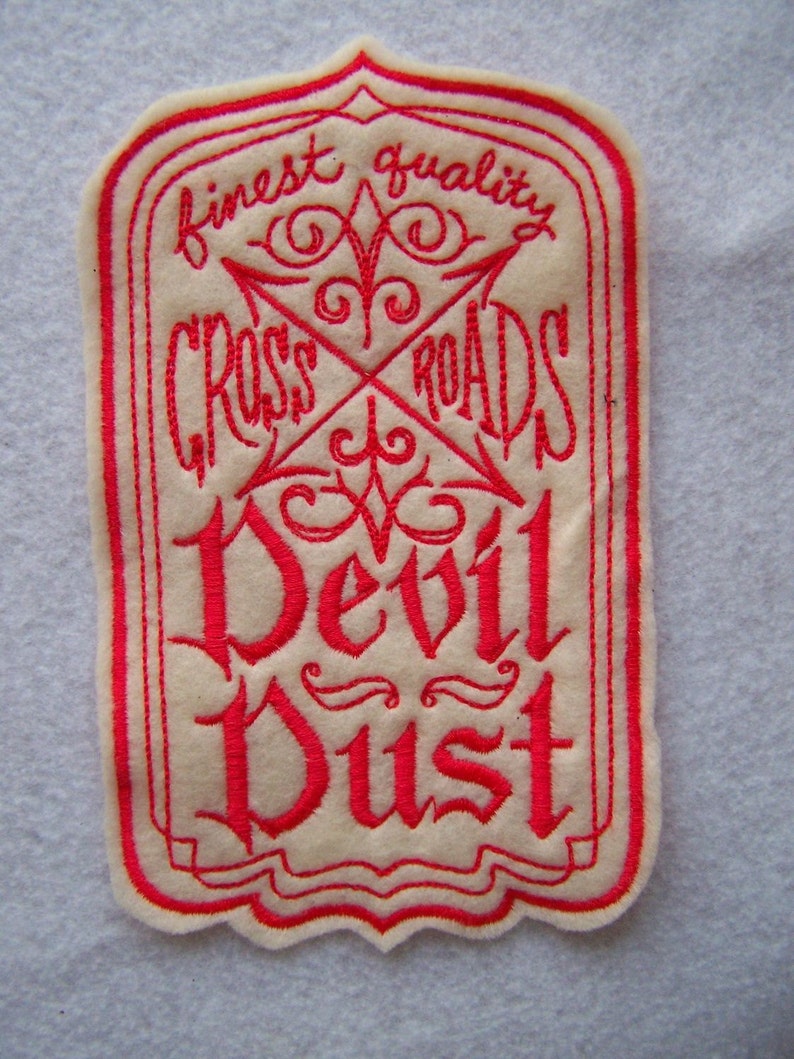 finest quality
CROSS ROADS
Devil
Dust